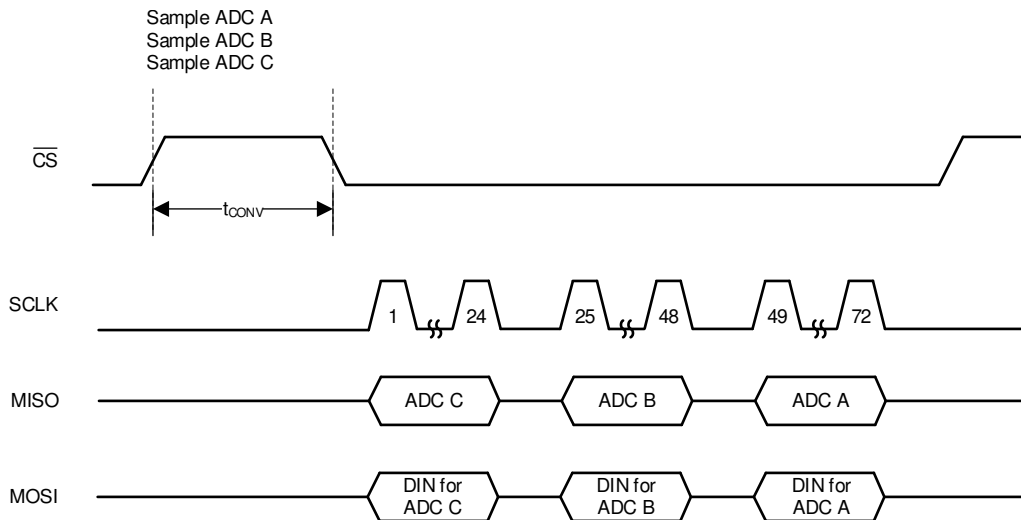 Sample ADC A
Sample ADC B
Sample ADC C
CS
tCONV
SCLK
1 24 25 48 49 72
MISO
ADC C ADC B ADC A
MOSI
DIN for ADC C
DIN for ADC B
DIN for ADC A